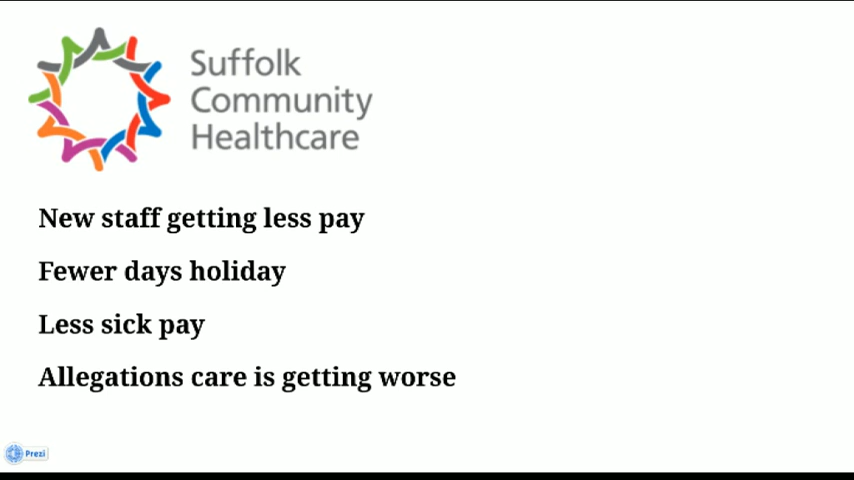 Suffolk
Community
Healthcare
New staff getting less pay
Fewer days holiday
Less sick pay
Allegations care is getting worse
Prezi